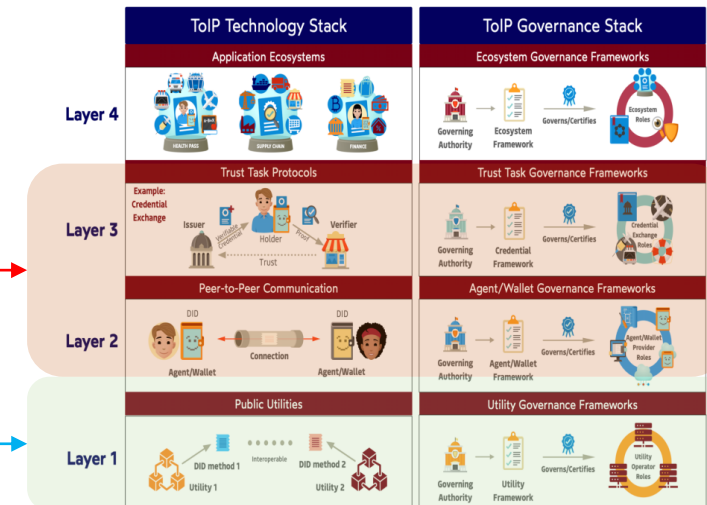 ToIP Technology Stack
ToIP Governance Stack
Application Ecosystems
Ecosystem Governance Frameworks
Layer 4
HEALTH PASS
SUPPLY CHAIN
FINANCE
Governing
Authority
Ecosystem
Framework
Governs/Certifies
Ecosystem
Roles
Trust Task Protocols
Trust Task Governance Frameworks
Layer 3
Example:
Credential
Exchange
Issuer
Verifiable
Credential
Holder
Proof
Verifier
Trust
Governing
Authority
Credential
Framework
Governs/Certifies
Credential
Exchange
Roles
Peer-to-Peer Communication
Agent/Wallet Governance Frameworks
Layer 2
DID
DID
Connection
Agent/Wallet
Agent/Wallet
Governing
Authority
Agent/Wallet
Framework
Governs/Certifies
Agent/Wallet
Provider
Roles
Public Utilities
Utility Governance Frameworks
Layer 1
DID method 1
Interoperable
DID method 2
Utility 1
Utility 2
Governing
Authority
Utility
Framework
Governs/Certifies
Utility
Operator
Roles